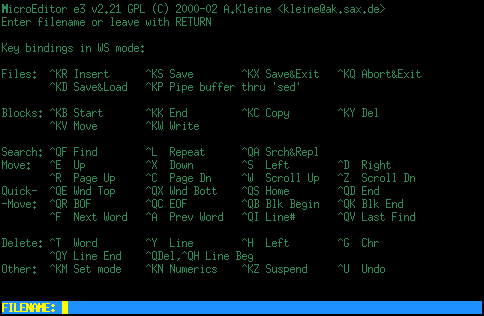 MicroEditor e3 v2.21 GPL (C) 2000-02 A.Kleine <kleine@ak.sax.de>
Enter filename or leave with RETURN
Key bindings in WS mode:
Files: ^KR Insert ^KS Save ^KX Save&Exit ^KQ Abort&Exit
^KD Save&Load ^KP Pipe buffer thru 'sed'
Blocks: ^KB Start ^KK End ^KC Copy ^KY Del
^KV Move ^KW Write
Search: ^QF Find ^L Repeat ^QA Srch&Repl
Move: ^E Up ^X Down ^S Left ^D Right
^R Page Up ^C Page Dn ^W Scroll Up ^Z Scroll Dn
Quick- ^QE Wnd Top ^QX Wnd Bott ^QS Home ^QD End
-Move: ^QR BOF ^QC EOF ^QB Blk Begin ^QK Blk End
^F Next Word ^A Prev Word ^QI Line# ^QV Last Find
Delete: ^T Word ^Y Line ^H Left ^G Chr
^QY Line End ^QDel,^QH Line Beg
Other: ^KM Set mode ^KN Numerics ^KZ Suspend ^U Undo
FILENAME: